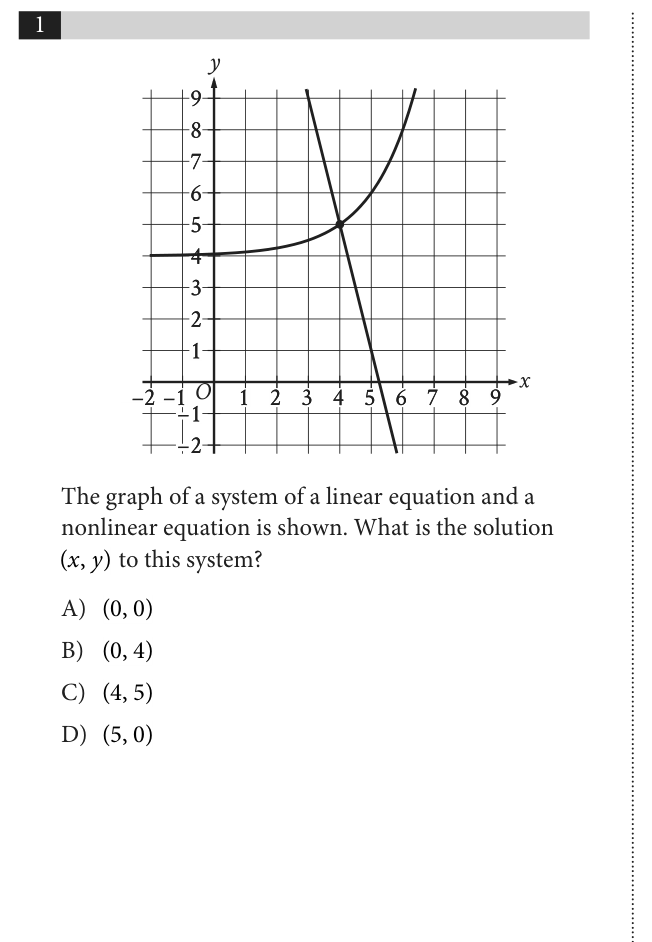 1
y
9
8
7
6
5
4
3
2
1
−2 −1 O 1 2 3 4 5 6 7 8 9 x
−1
−2
The graph of a system of a linear equation and a
nonlinear equation is shown. What is the solution
(x, y) to this system?
A) (0, 0)
B) (0, 4)
C) (4, 5)
D) (5, 0)